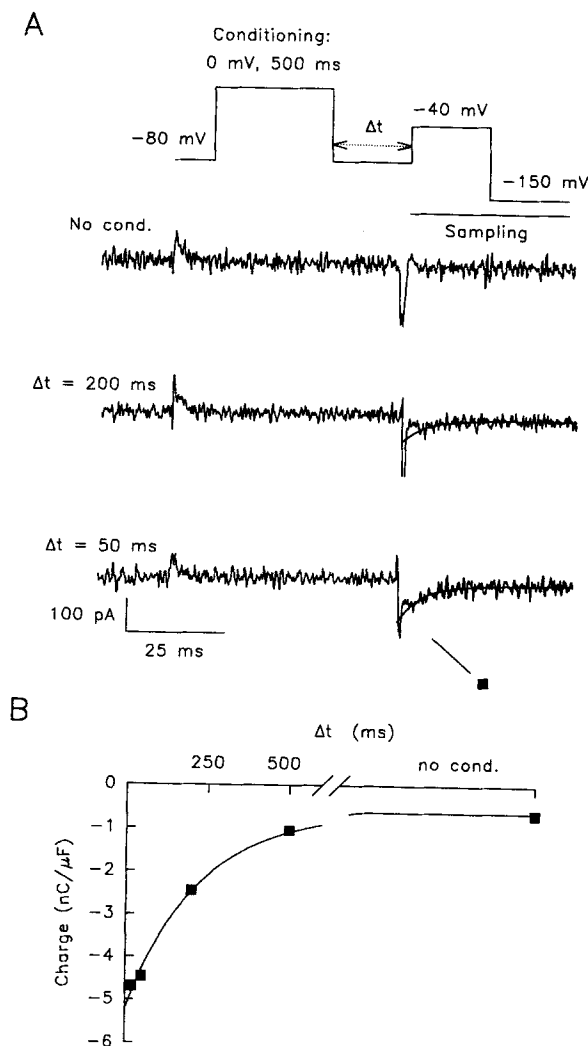 A
Conditioning:
0 mV, 500 ms
−80 mV
Δt
−40 mV
−150 mV
No cond.
Sampling
Δt = 200 ms
Δt = 50 ms
100 pA
25 ms
B
Δt (ms)
250 500
no cond.
0
−1
−2
−3
−4
−5
−6
Charge (nC/μF)